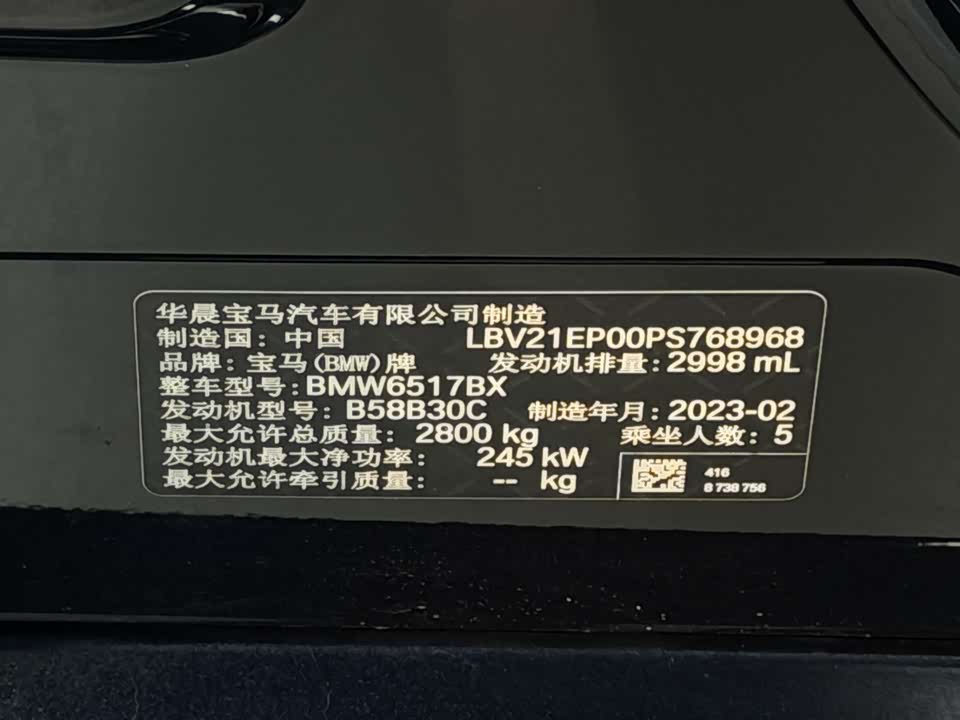 华晨宝马汽车有限公司制造
制造国：中国 LBV21EP00PS768968
品牌：宝马(BMW)牌 发动机排量：2998 mL
整车型号：BMW6517BX
发动机型号：B58B30C 制造年月：2023-02
最大允许总质量：2800 kg 乘坐人数：5
发动机最大净功率：245 kW
最大允许牵引质量：-- kg
416
8 738 756